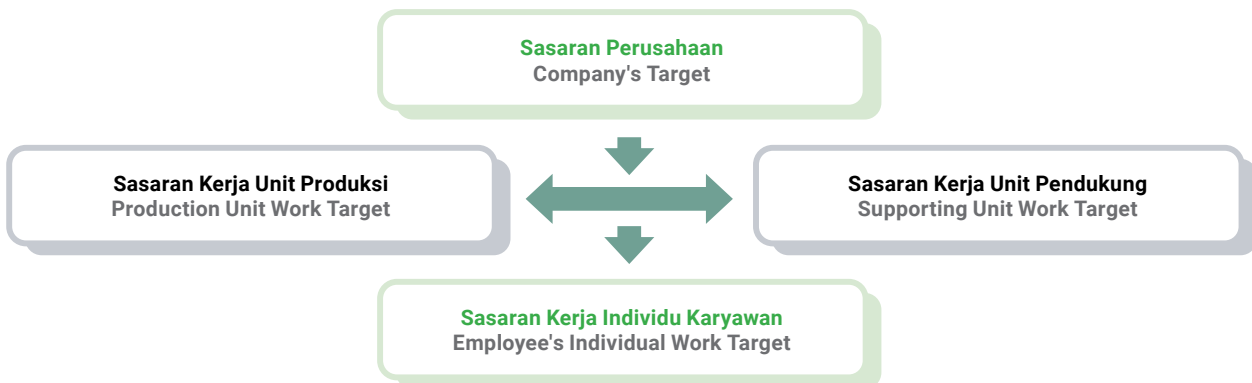 Sasaran Perusahaan
Company's Target
Sasaran Kerja Unit Produksi
Production Unit Work Target
Sasaran Kerja Unit Pendukung
Supporting Unit Work Target
Sasaran Kerja Individu Karyawan
Employee's Individual Work Target